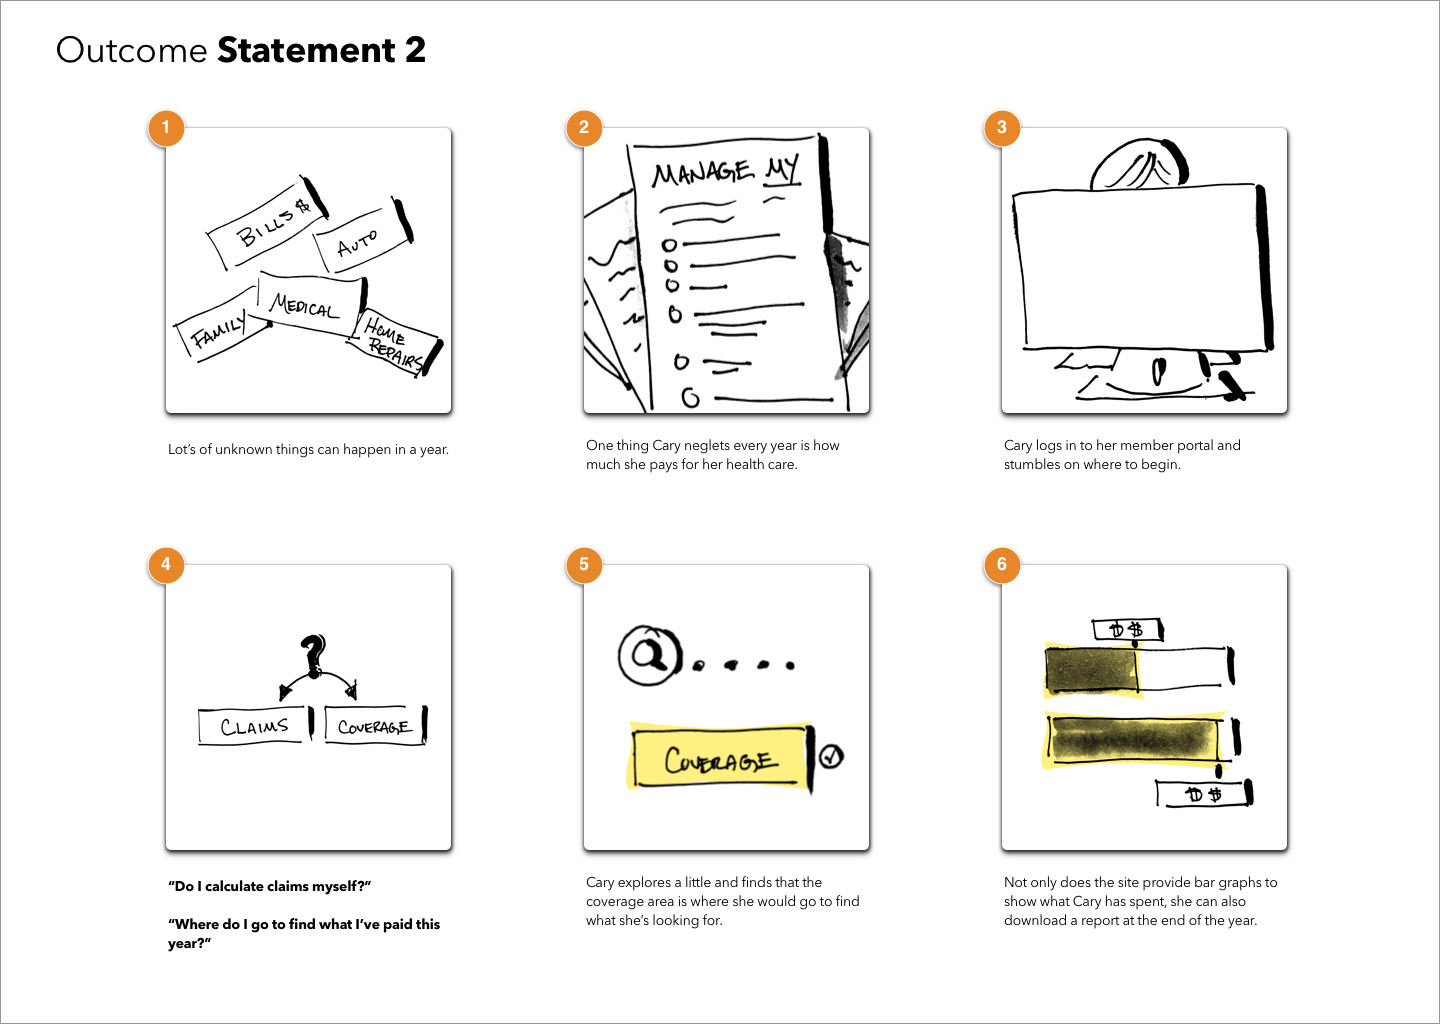 Outcome Statement 2
1
BILLS $
AUTO
FAMILY
MEDICAL
HOME
REPAIRS
Lot’s of unknown things can happen in a year.
2
MANAGE MY
One thing Cary neglets every year is how
much she pays for her health care.
3
Cary logs in to her member portal and
stumbles on where to begin.
4
?
CLAIMS
COVERAGE
“Do I calculate claims myself?”
“Where do I go to find what I’ve paid this
year?”
5
COVERAGE
Cary explores a little and finds that the
coverage area is where she would go to find
what she’s looking for.
6
$ $
$ $
Not only does the site provide bar graphs to
show what Cary has spent, she can also
download a report at the end of the year.